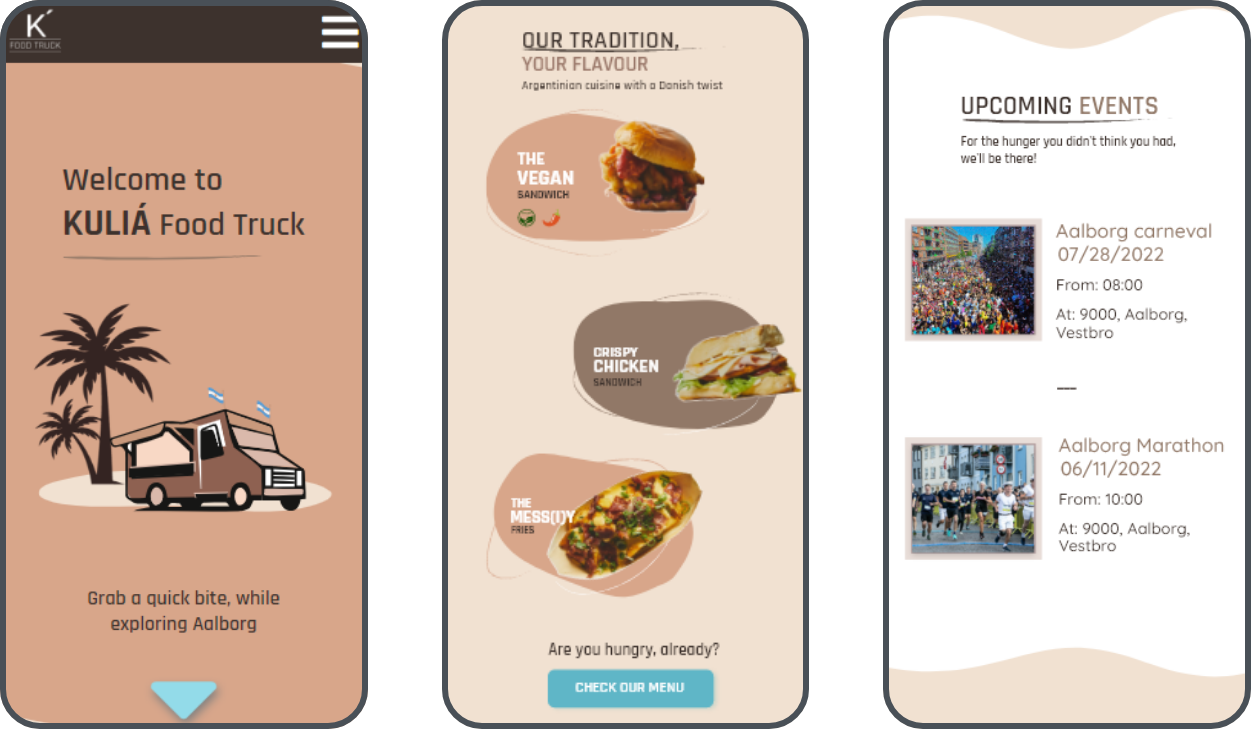 K´
FOOD TRUCK
Welcome to
KULIÁ Food Truck
Grab a quick bite, while
exploring Aalborg
OUR TRADITION,
YOUR FLAVOUR
Argentinian cuisine with a Danish twist
THE
VEGAN
SANDWICH
CRISPY
CHICKEN
SANDWICH
THE
MESS(I)Y
FRIES
Are you hungry, already?
CHECK OUR MENU
UPCOMING EVENTS
For the hunger you didn't think you had,
we'll be there!
Aalborg carneval
07/28/2022
From: 08:00
At: 9000, Aalborg,
Vestbro
Aalborg Marathon
06/11/2022
From: 10:00
At: 9000, Aalborg,
Vestbro